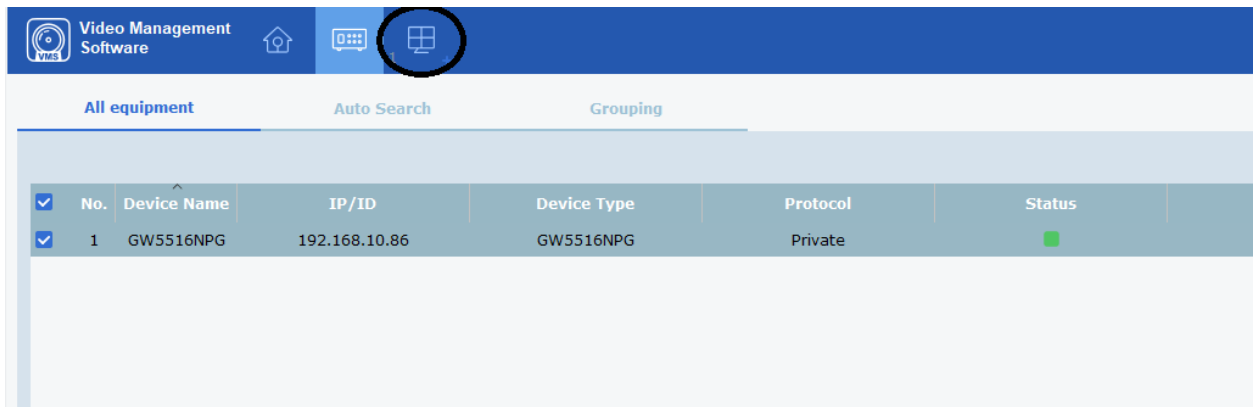 Video Management
Software
VMS
All equipment
Auto Search
Grouping
No. Device Name IP/ID Device Type Protocol Status
1 GW5516NPG 192.168.10.86 GW5516NPG Private